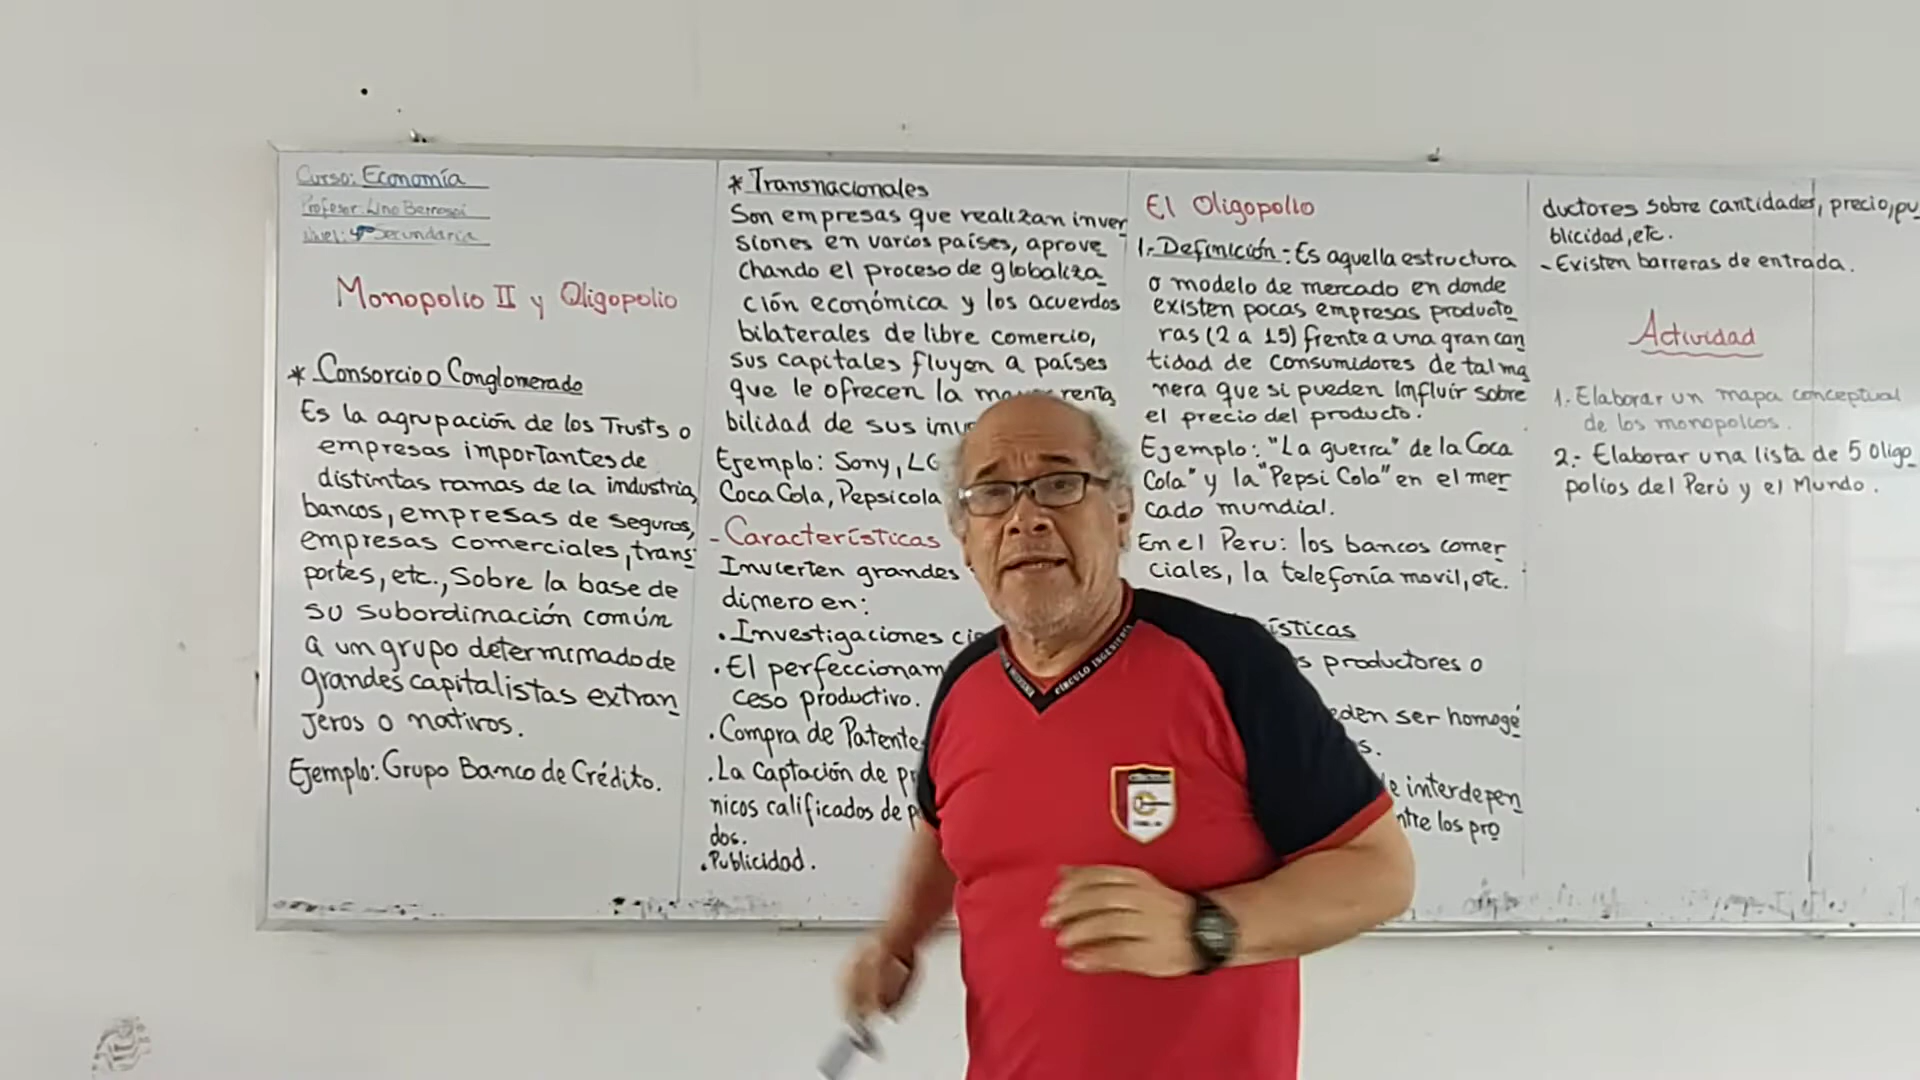 Curso: Economía
Profesor: Lino Berrospi
Nivel: 4º Secundaria
Monopolio II y Oligopolio
* Consorcio o Conglomerado
Es la agrupación de los Trusts o
empresas importantes de
distintas ramas de la industria,
bancos, empresas de seguros,
empresas comerciales, trans
portes, etc., sobre la base de
su subordinación común
a un grupo determinado de
grandes capitalistas extran
jeros o nativos.
Ejemplo: Grupo Banco de Crédito.
* Transnacionales
Son empresas que realizan inver
siones en varios países, aprove
chando el proceso de globaliza
ción económica y los acuerdos
bilaterales de libre comercio,
sus capitales fluyen a países
que le ofrecen la renta
bilidad de sus
Ejemplo: Sony, LG
Coca Cola, Pepsicola
- Características
Invierten grandes
dinero en:
. Investigaciones
. El perfeccionam
ceso productivo.
. Compra de Patente
. La Captación de
nicos calificados de
dos.
. Publicidad.
El Oligopolio
1.- Definición: Es aquella estructura
o modelo de mercado en donde
existen pocas empresas producto
ras (2 a 15) frente a una gran can
tidad de consumidores de tal ma
nera que si pueden influir sobre
el precio del producto.
Ejemplo: "La guerra" de la Coca
Cola" y la "Pepsi Cola" en el mer
cado mundial.
En el Peru: los bancos comer
ciales, la telefonía movil, etc.
ísticas
s productores o
eden ser homogé
s.
e interdepen
ntre los pro
ductores sobre cantidades, precio, pu
blicidad, etc.
- Existen barreras de entrada.
Actividad
1.- Elaborar un mapa conceptual
de los monopolios.
2.- Elaborar una lista de 5 oligo
polios del Perú y el Mundo.
CÍRCULO INGENIERÍA